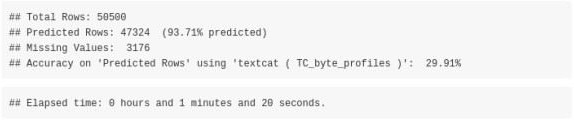 ## Total Rows: 50500
## Predicted Rows: 47324  (93.71% predicted)
## Missing Values:  3176
## Accuracy on 'Predicted Rows' using 'textcat ( TC_byte_profiles )':  29.91%
## Elapsed time: 0 hours and 1 minutes and 20 seconds.